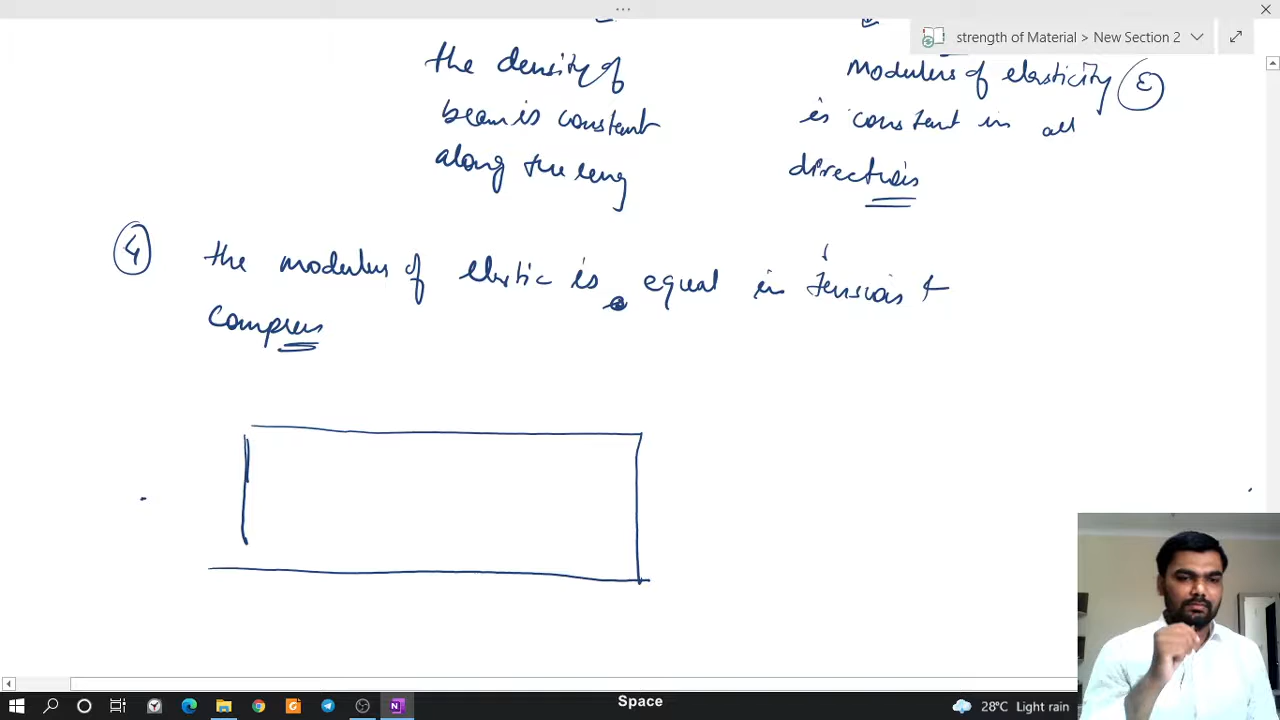 strength of Material > New Section 2
the density of
beam is constant
along the leng
Modulus of elasticity (E)
is constant in all
directions
4 the modulus of elastic is equal in Tension &
Compress
Space
28°C Light rain